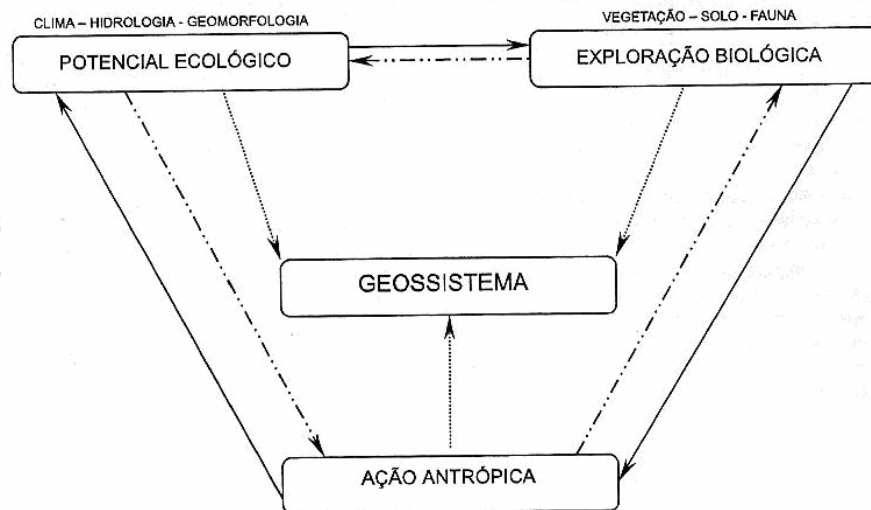 CLIMA – HIDROLOGIA - GEOMORFOLOGIA
VEGETAÇÃO – SOLO - FAUNA
POTENCIAL ECOLÓGICO
EXPLORAÇÃO BIOLÓGICA
GEOSSISTEMA
AÇÃO ANTRÓPICA